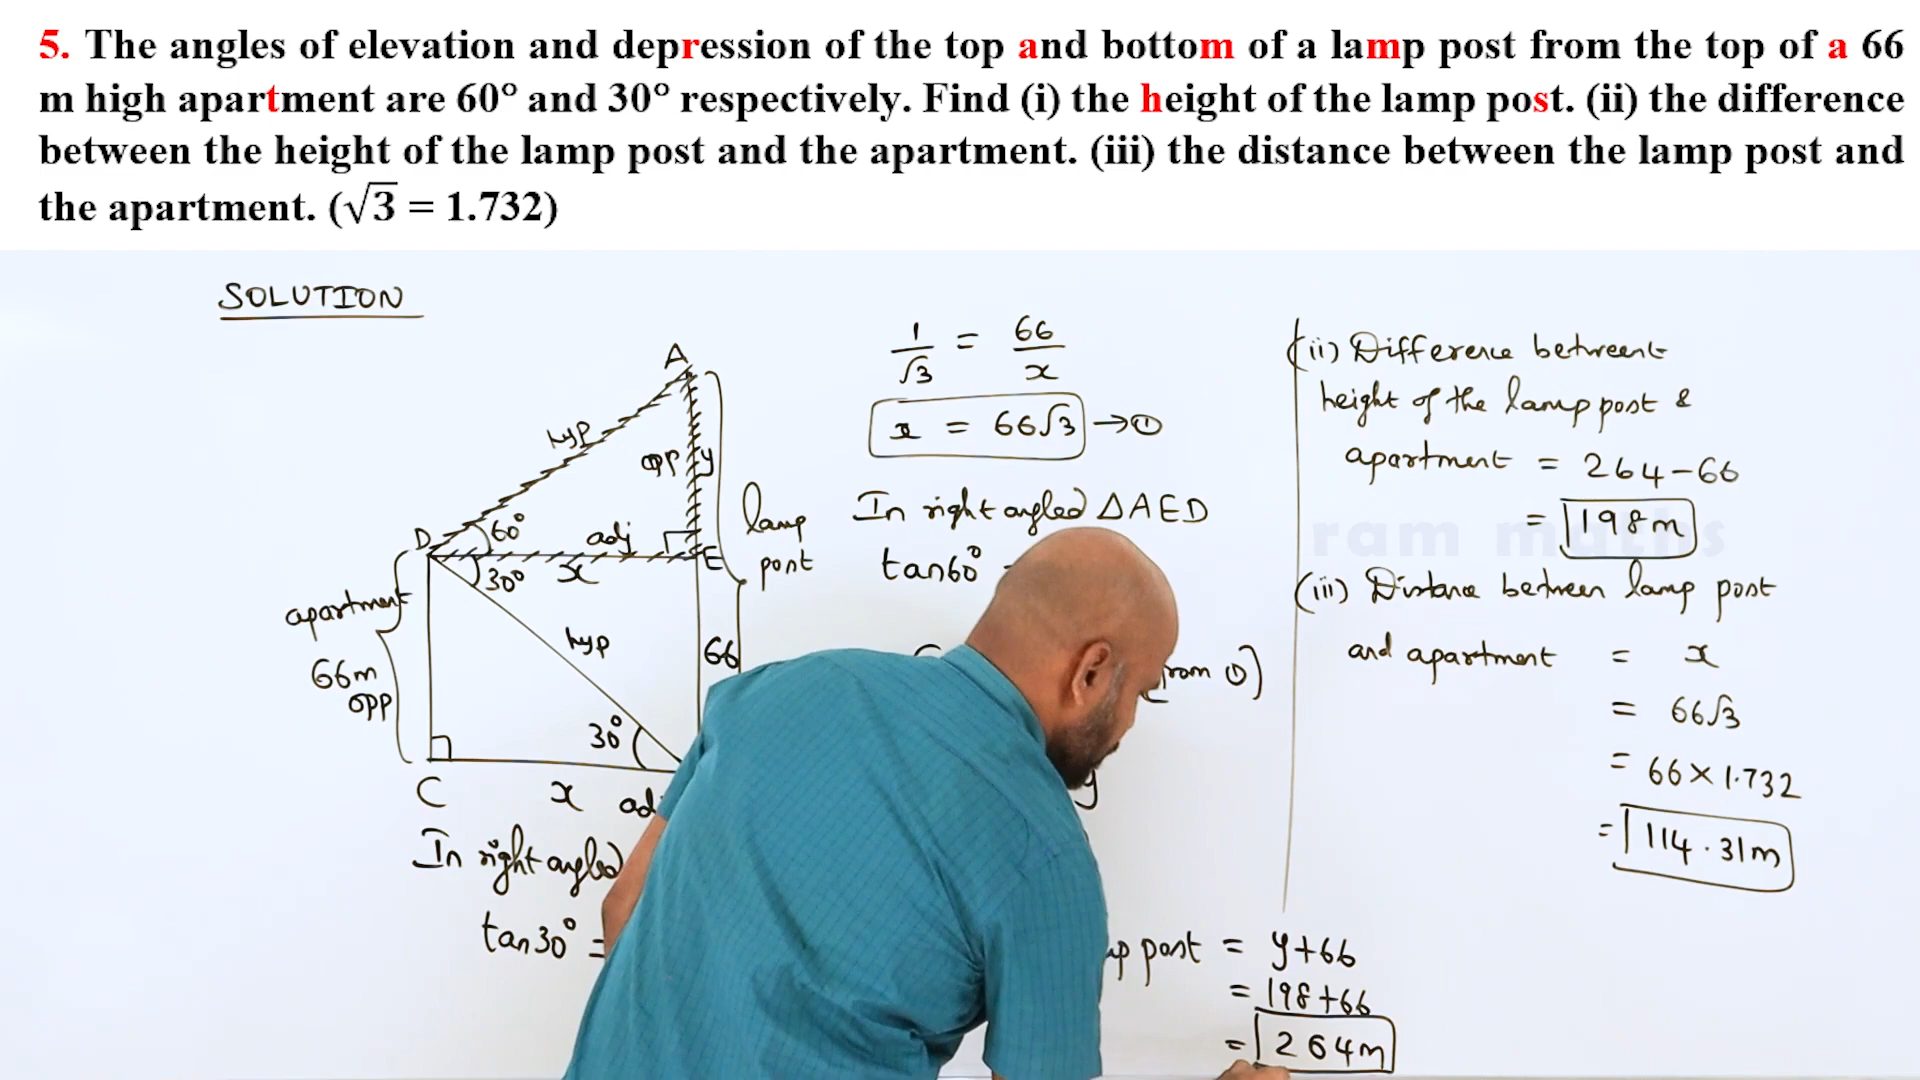 5. The angles of elevation and depression of the top and bottom of a lamp post from the top of a 66
m high apartment are 60° and 30° respectively. Find (i) the height of the lamp post. (ii) the difference
between the height of the lamp post and the apartment. (iii) the distance between the lamp post and
the apartment. (√3 = 1.732)
SOLUTION
A
hyp
opp y
D 60° adj E
30° x
lamp
post
apartment
66m
opp
hyp
66
30°
C x ad
In right angled
tan30° =
1/√3 = 66/x
x = 66√3 → ①
In right angled ΔAED
tan60°
rom ①)
y
post = y+66
= 198+66
= 264m
(ii) Difference between
height of the lamp post &
apartment = 264-66
= 198m
ram maths
(iii) Distance between lamp post
and apartment = x
= 66√3
= 66×1.732
= 114.31m